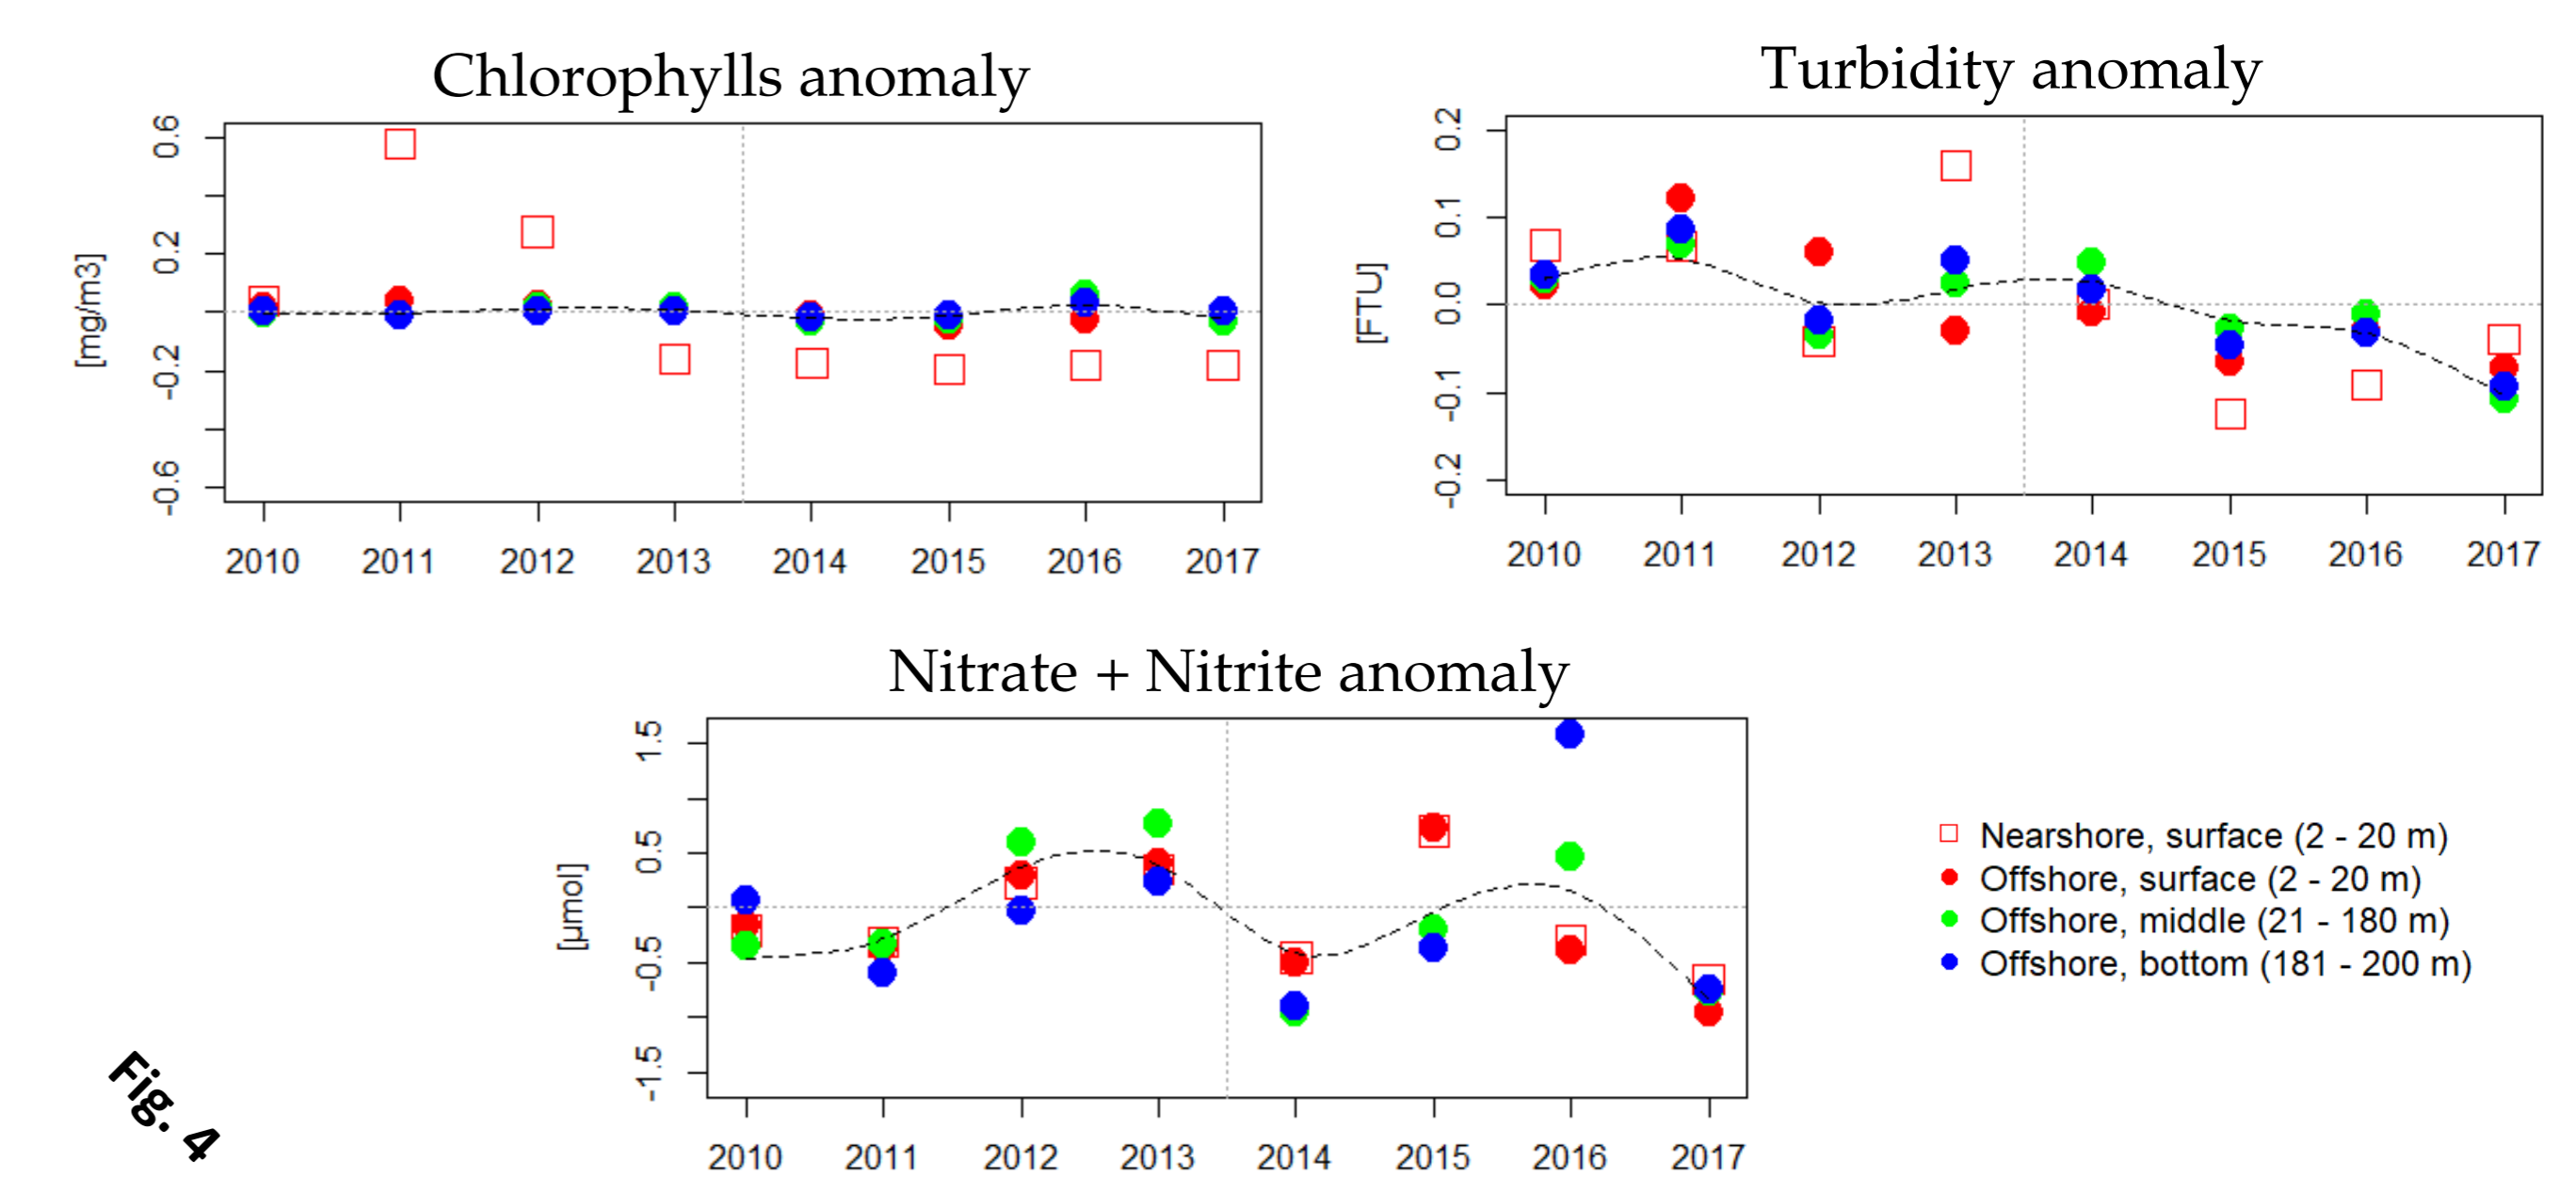 Chlorophylls anomaly
[mg/m3]
0.6
0.2
-0.2
-0.6
2010 2011 2012 2013 2014 2015 2016 2017
Turbidity anomaly
[FTU]
0.2
0.1
0.0
-0.1
-0.2
2010 2011 2012 2013 2014 2015 2016 2017
Nitrate + Nitrite anomaly
[µmol]
1.5
0.5
-0.5
-1.5
2010 2011 2012 2013 2014 2015 2016 2017
Nearshore, surface (2 - 20 m)
Offshore, surface (2 - 20 m)
Offshore, middle (21 - 180 m)
Offshore, bottom (181 - 200 m)
Fig. 4